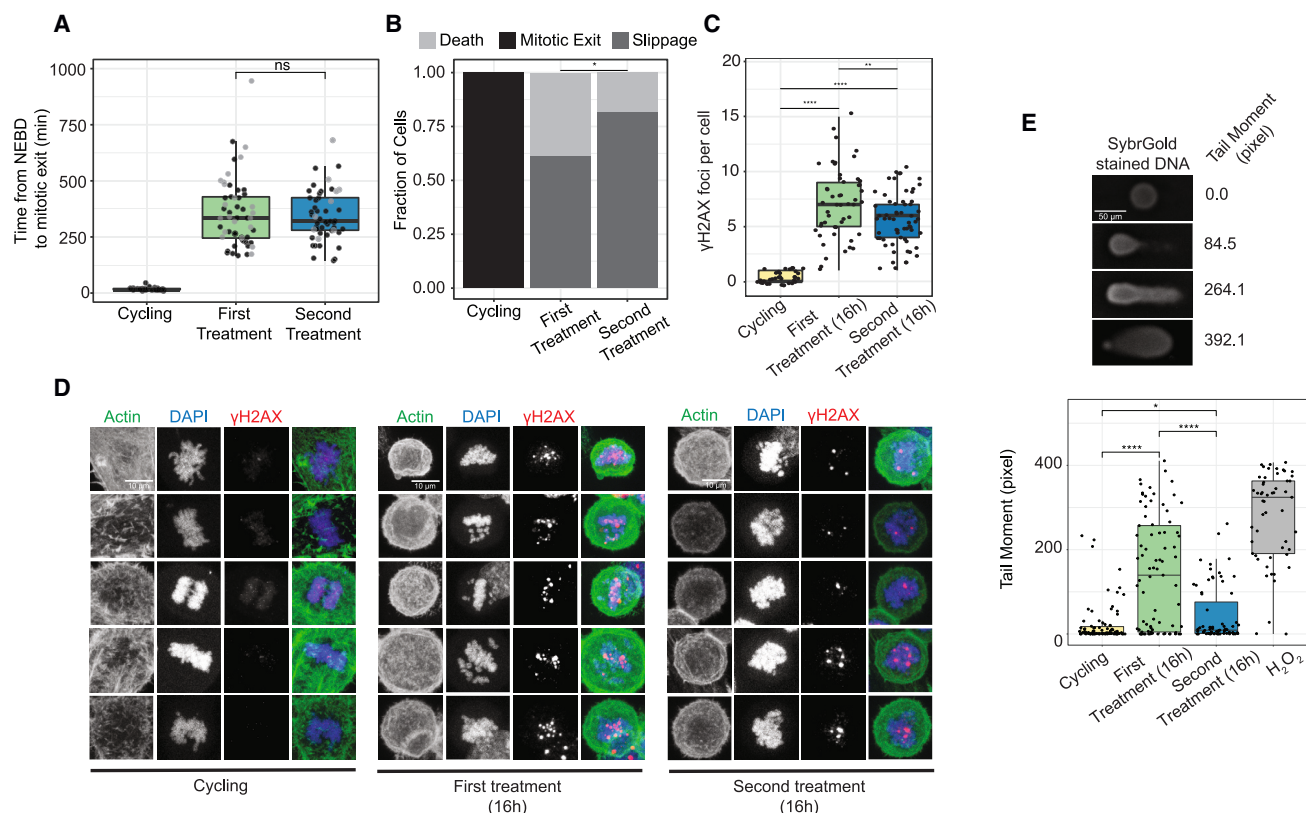 A
Time from NEBD
to mitotic exit (min)
1000
750
500
250
0
ns
Cycling
First
Treatment
Second
Treatment
B
Death
Mitotic Exit
Slippage
Fraction of Cells
1.00
0.75
0.50
0.25
0.00
*
Cycling
First
Treatment
Second
Treatment
C
γH2AX foci per cell
20
15
10
5
0
**
****
****
Cycling
First
Treatment (16h)
Second
Treatment (16h)
D
Actin DAPI γH2AX
10 μm
Cycling
Actin DAPI γH2AX
10 μm
First treatment
(16h)
Actin DAPI γH2AX
10 μm
Second treatment
(16h)
E
SybrGold
stained DNA
Tail Moment
(pixel)
50 μm
0.0
84.5
264.1
392.1
Tail Moment (pixel)
400
200
0
*
****
****
Cycling
First
Treatment (16h)
Second
Treatment (16h)
H2O2